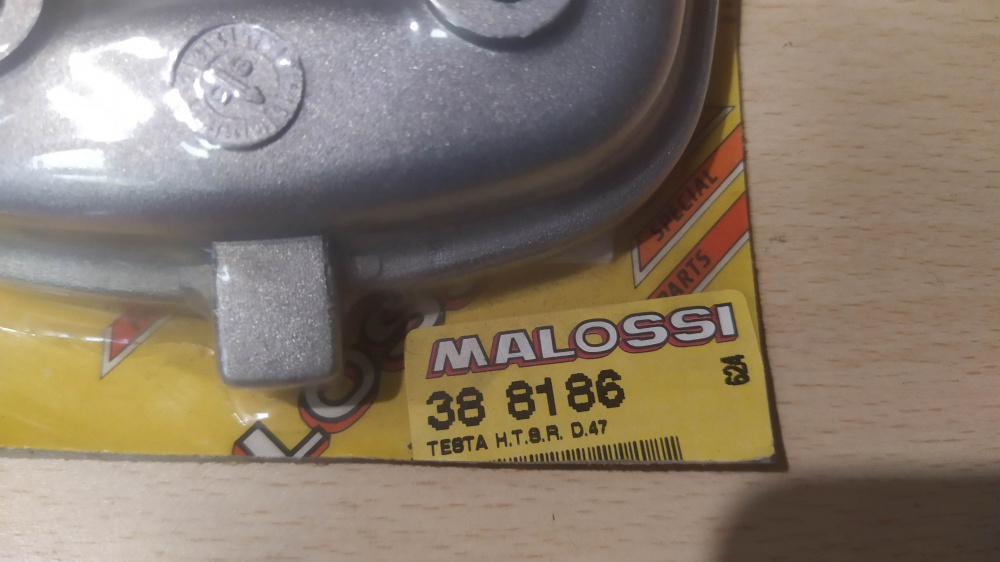 SPECIAL
PARTS
MALOSSI
38 8186
624
TESTA H.T.S.R. D.47